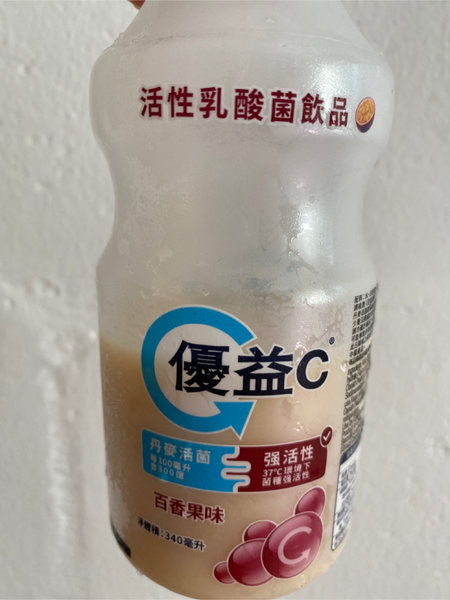 活性乳酸菌飲品
優益C®
丹麥活菌
每100毫升
含300億
强活性
37℃環境下
菌種强活性
百香果味
淨體積:340毫升
C